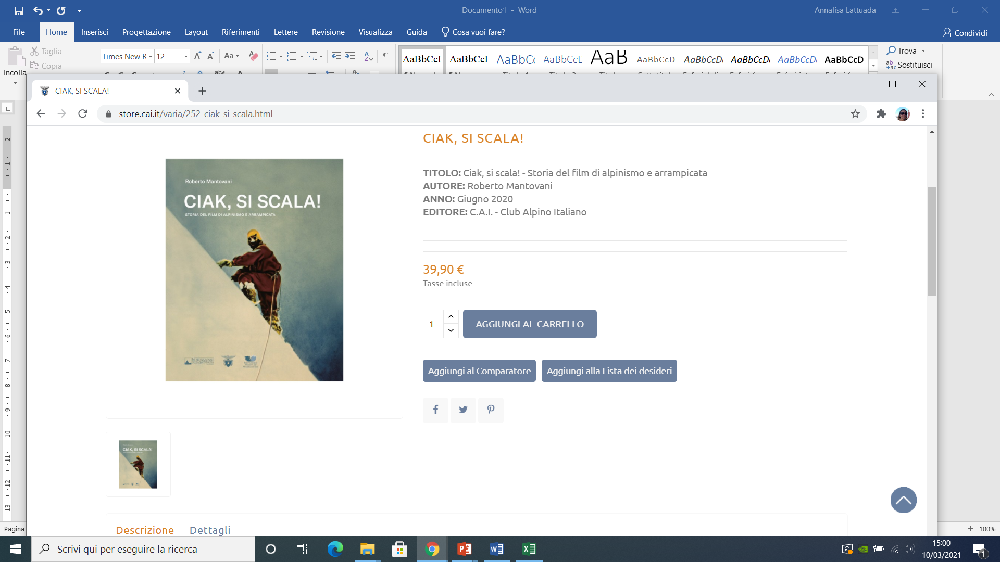 Documento1 - Word
Annalisa Lattuada
File Home Inserisci Progettazione Layout Riferimenti Lettere Revisione Visualizza Guida Cosa vuoi fare? Condividi
Taglia
Copia
Incolla
Times New R 12
AaBbCcI AaBbCcI AaBbCc AaBbCcD AaB AaBbCcD AaBbCcD AaBbCcD AaBbCcD AaBbCcD
Trova
Sostituisci
CIAK, SI SCALA!
store.cai.it/varia/252-ciak-si-scala.html
Roberto Mantovani
CIAK, SI SCALA!
STORIA DEL FILM DI ALPINISMO E ARRAMPICATA
CIAK, SI SCALA!
TITOLO: Ciak, si scala! - Storia del film di alpinismo e arrampicata
AUTORE: Roberto Mantovani
ANNO: Giugno 2020
EDITORE: C.A.I. - Club Alpino Italiano
39,90 €
Tasse incluse
1
AGGIUNGI AL CARRELLO
Aggiungi al Comparatore Aggiungi alla Lista dei desideri
CIAK, SI SCALA!
Descrizione Dettagli
Pagina
100%
Scrivi qui per eseguire la ricerca
15:00
10/03/2021
1